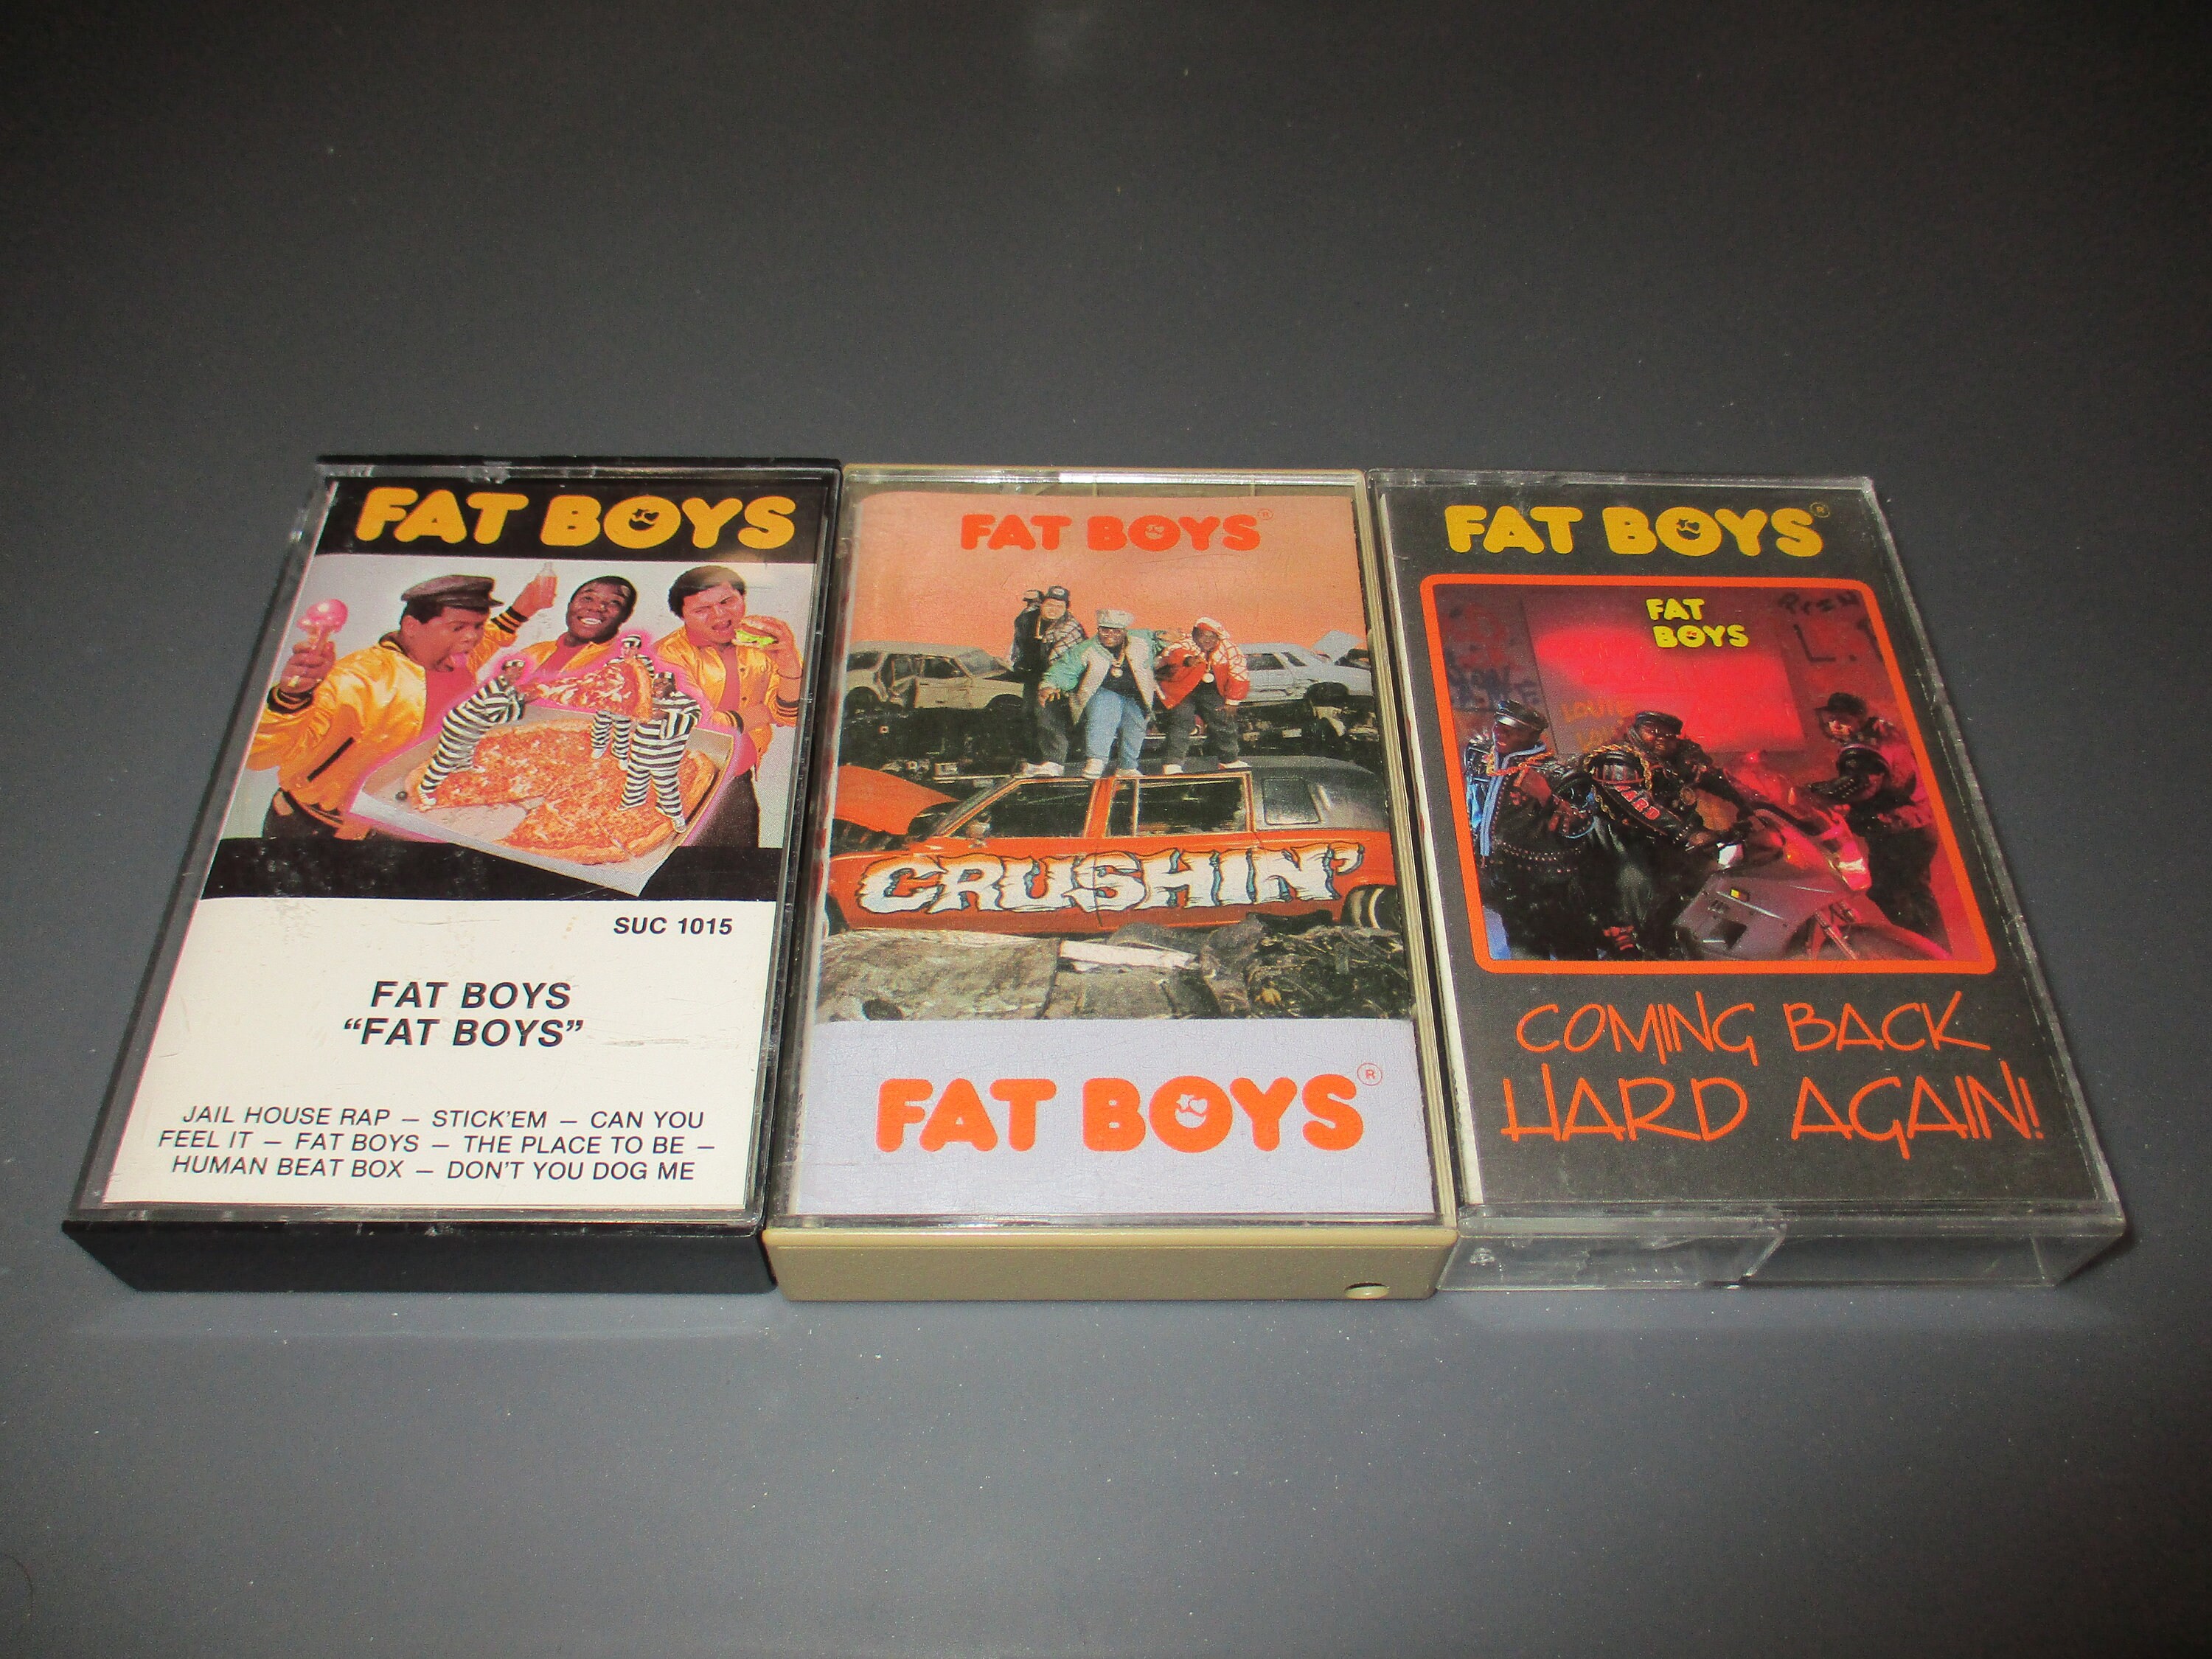 FAT BOYS
SUC 1015
FAT BOYS
“FAT BOYS”
JAIL HOUSE RAP – STICK'EM – CAN YOU
FEEL IT – FAT BOYS – THE PLACE TO BE –
HUMAN BEAT BOX – DON'T YOU DOG ME
FAT BOYS®
CRUSHIN'
FAT BOYS®
FAT BOYS®
FAT
BOYS
COMING BACK
HARD AGAIN!